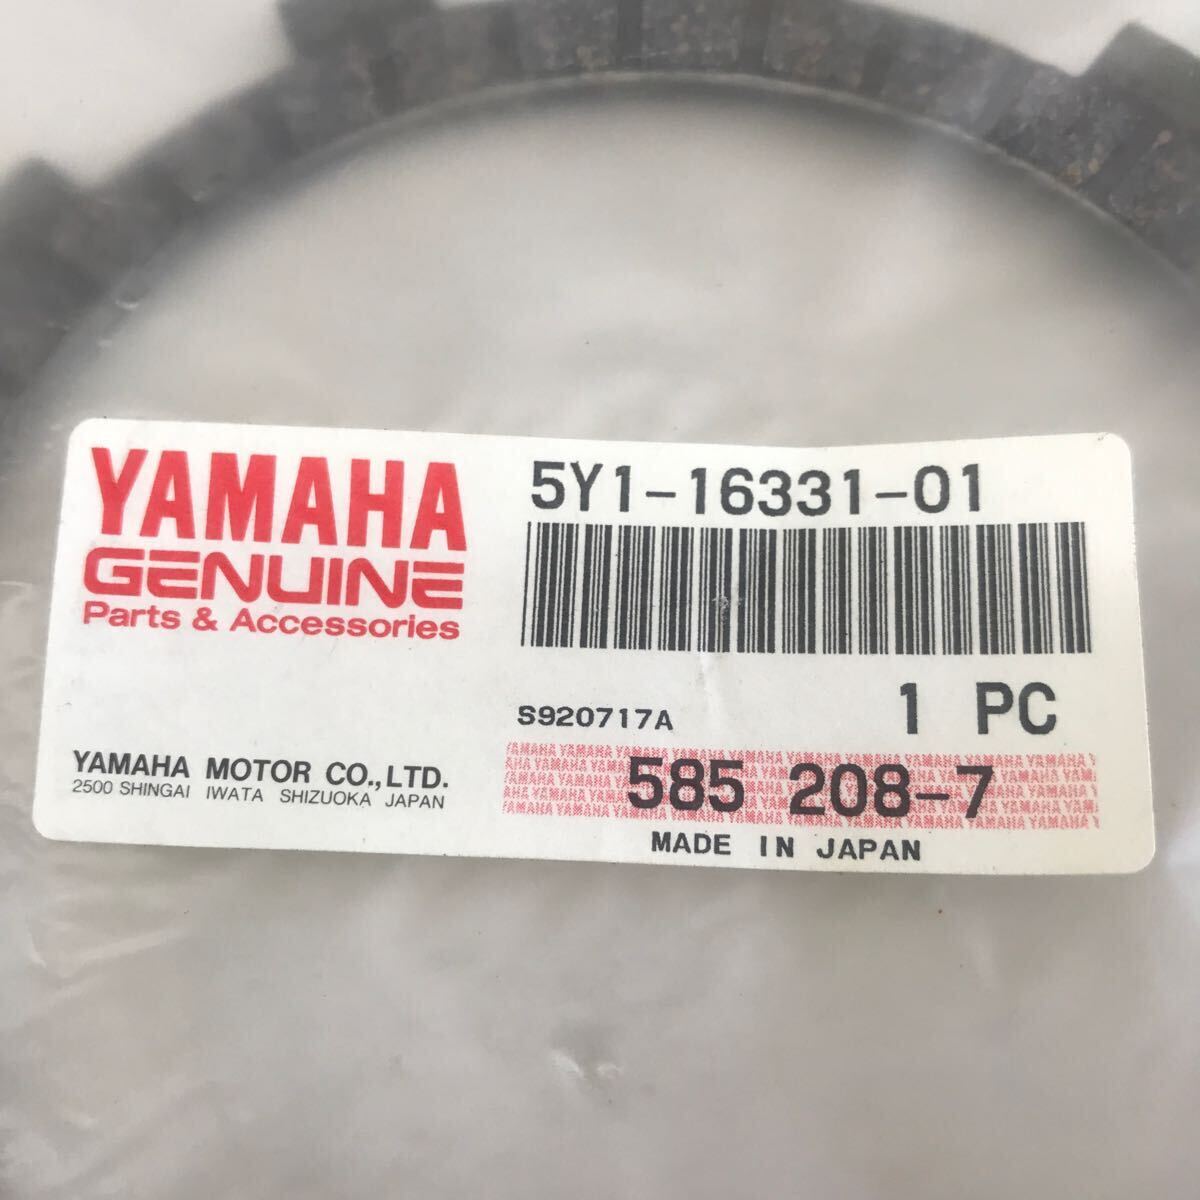 YAMAHA
GENUINE
Parts & Accessories
YAMAHA MOTOR CO.,LTD.
2500 SHINGAI IWATA SHIZUOKA JAPAN
5Y1-16331-01
S920717A
1 PC
585 208-7
MADE IN JAPAN